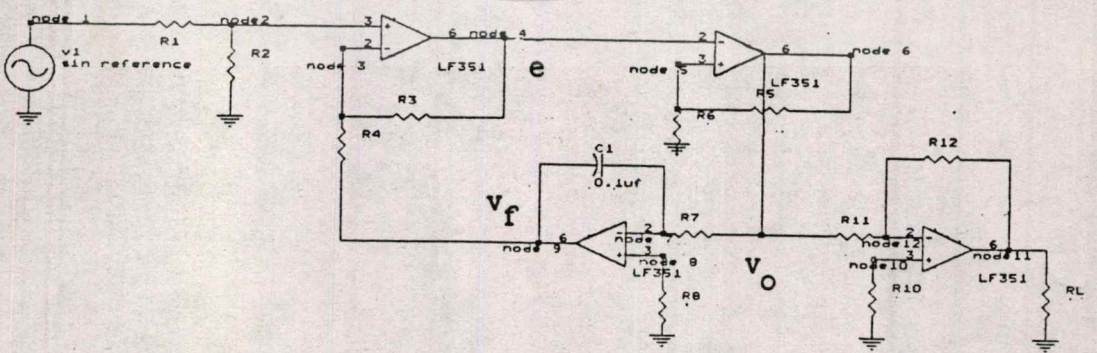 node 1
R1
node2
v1
sin reference
R2
3
2
6
node 4
LF351
node 3
R3
R4
e
2
3
6
node 6
LF351
node 5
R5
R6
C1
0.1uf
Vf
6
node 9
2
node 7
3
node 8
LF351
R7
R8
Vo
R11
R12
2
node12
3
node10
6
node11
LF351
R10
RL